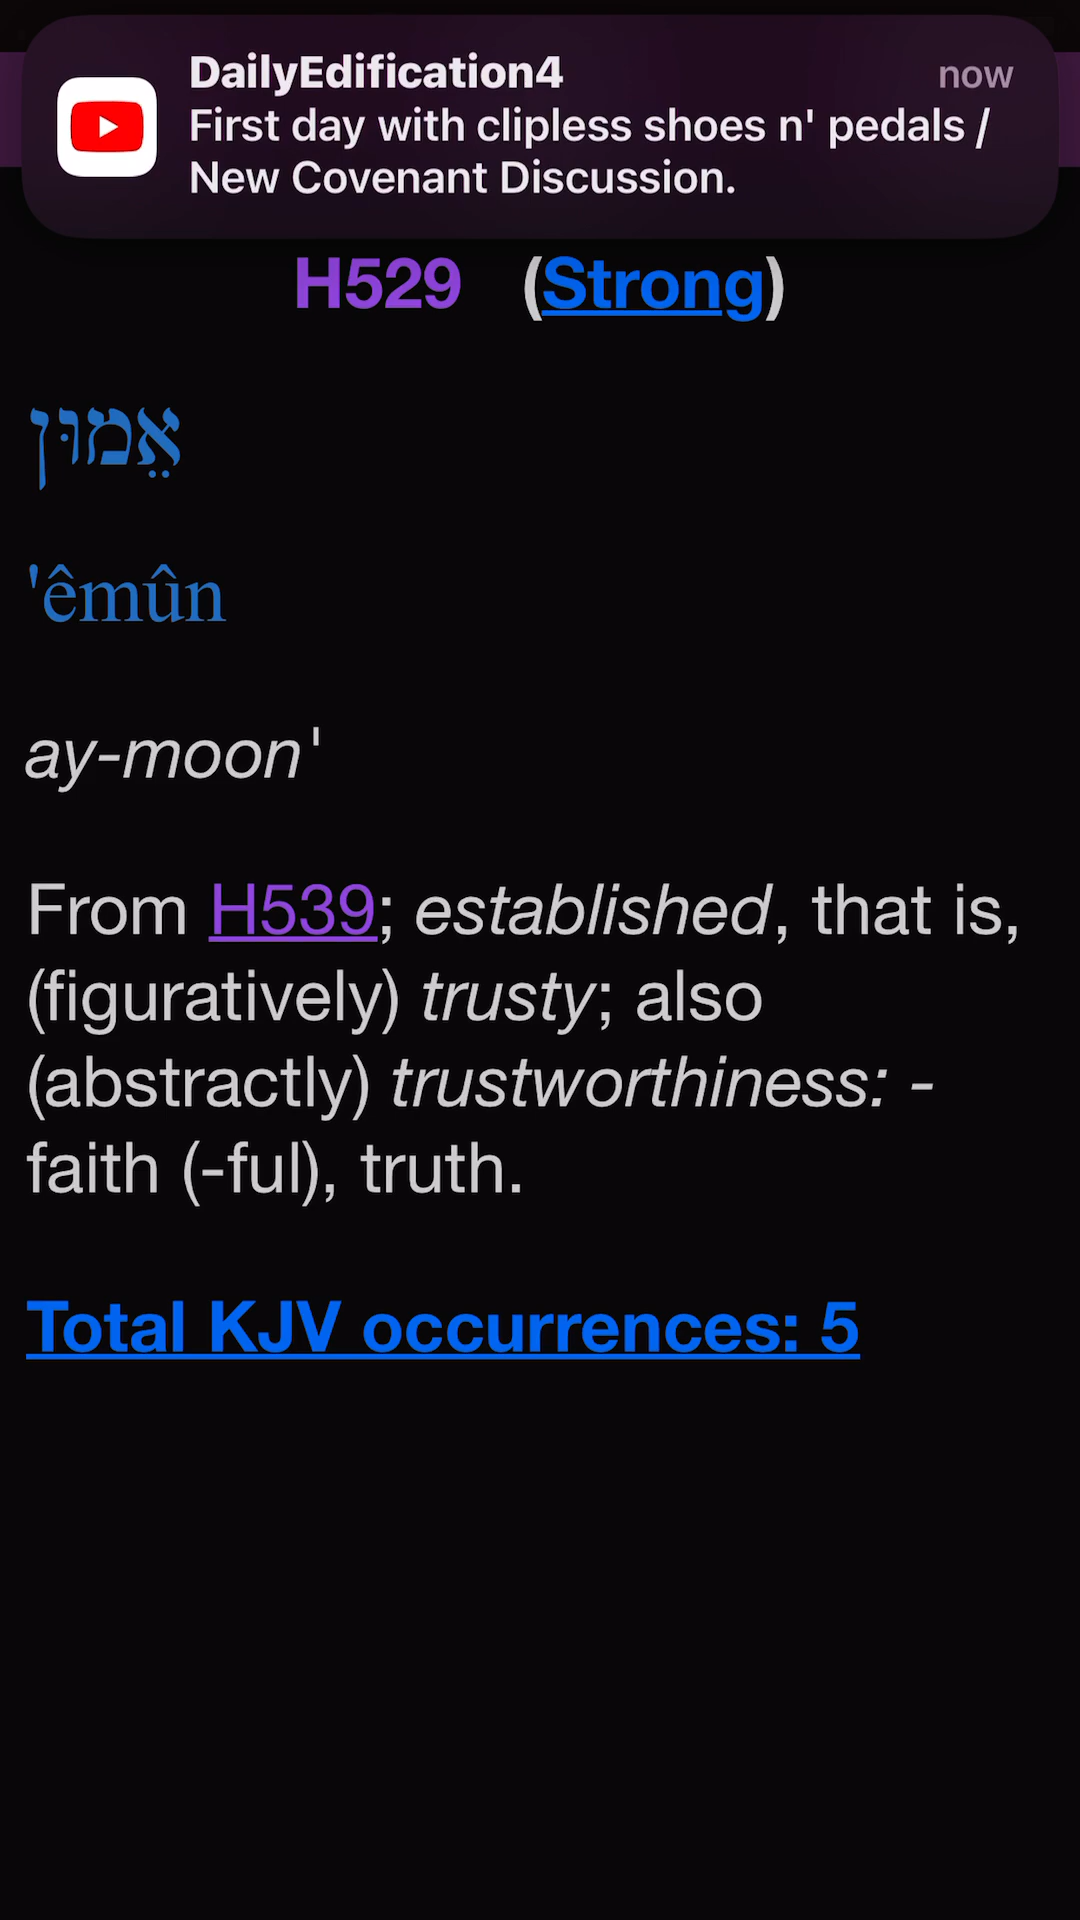 DailyEdification4 now
First day with clipless shoes n' pedals /
New Covenant Discussion.
H529 (Strong)
אֵמוּן
'êmûn
ay-moon'
From H539; established, that is,
(figuratively) trusty; also
(abstractly) trustworthiness: -
faith (-ful), truth.
Total KJV occurrences: 5